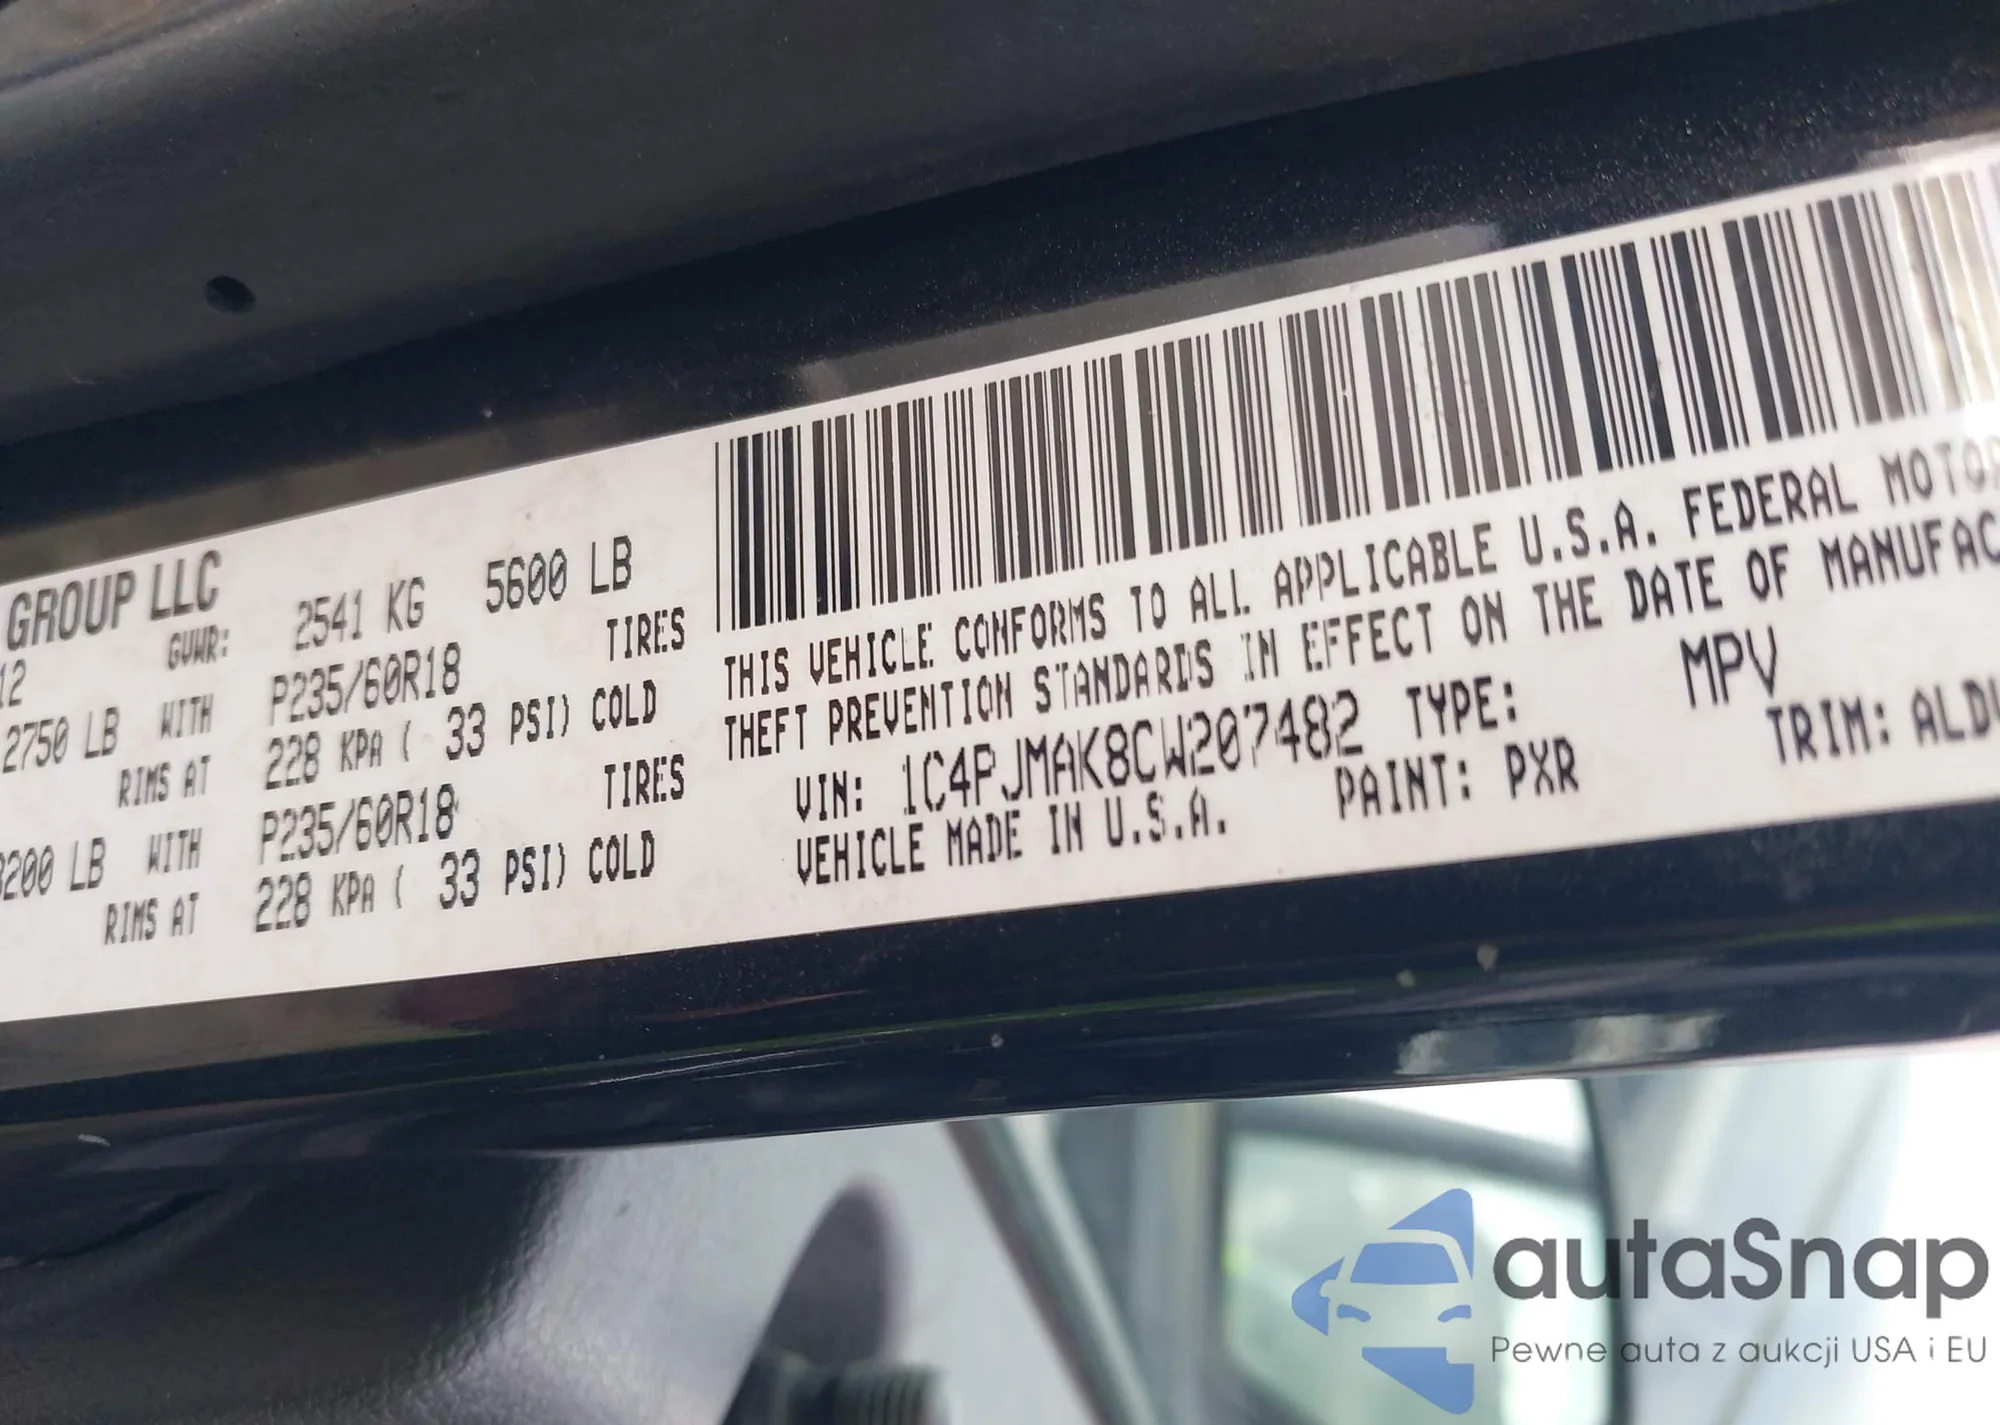 GROUP LLC
12
GVWR: 2541 KG 5600 LB
2750 LB WITH P235/60R18 TIRES
RIMS AT 228 KPA ( 33 PSI) COLD
3200 LB WITH P235/60R18 TIRES
RIMS AT 228 KPA ( 33 PSI) COLD
THIS VEHICLE CONFORMS TO ALL APPLICABLE U.S.A. FEDERAL MOTOR
THEFT PREVENTION STANDARDS IN EFFECT ON THE DATE OF MANUFAC
VIN: 1C4PJMAK8CW207482 TYPE: MPV
VEHICLE MADE IN U.S.A. PAINT: PXR TRIM: ALDV
autaSnap
Pewne auta z aukcji USA i EU